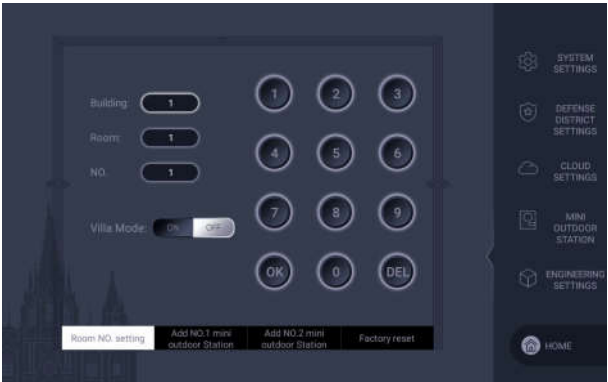 Building: 1
Room: 1
NO. 1
Villa Mode: ON OFF
1 2 3
4 5 6
7 8 9
OK 0 DEL
Room NO. setting
Add NO.1 mini
outdoor Station
Add NO.2 mini
outdoor Station
Factory reset
SYSTEM
SETTINGS
DEFENSE
DISTRICT
SETTINGS
CLOUD
SETTINGS
MINI
OUTDOOR
STATION
ENGINEERING
SETTINGS
HOME